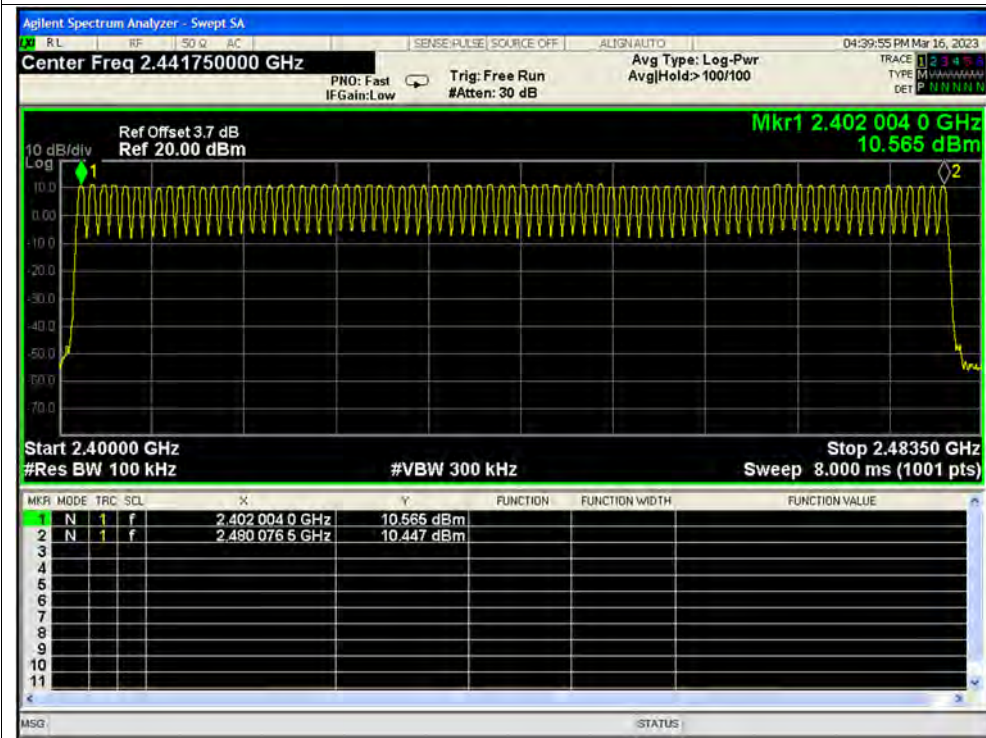 Agilent Spectrum Analyzer - Swept SA
LXI RL RF 50 Ω AC SENSE:PULSE SOURCE OFF ALIGNAUTO 04:39:55 PM Mar 16, 2023
Center Freq 2.441750000 GHz Avg Type: Log-Pwr TRACE 1 2 3 4 5 6
PNO: Fast Trig: Free Run Avg|Hold:> 100/100 TYPE M
IFGain:Low #Atten: 30 dB DET P N N N N N
Mkr1 2.402 004 0 GHz
Ref Offset 3.7 dB
10 dB/div Ref 20.00 dBm 10.565 dBm
Log
1
2
10.0
0.00
-10.0
-20.0
-30.0
-40.0
-50.0
-60.0
-70.0
Start 2.40000 GHz Stop 2.48350 GHz
#Res BW 100 kHz #VBW 300 kHz Sweep 8.000 ms (1001 pts)
MKR MODE TRC SCL X Y FUNCTION FUNCTION WIDTH FUNCTION VALUE
1 N 1 f 2.402 004 0 GHz 10.565 dBm
2 N 1 f 2.480 076 5 GHz 10.447 dBm
3
4
5
6
7
8
9
10
11
MSG STATUS